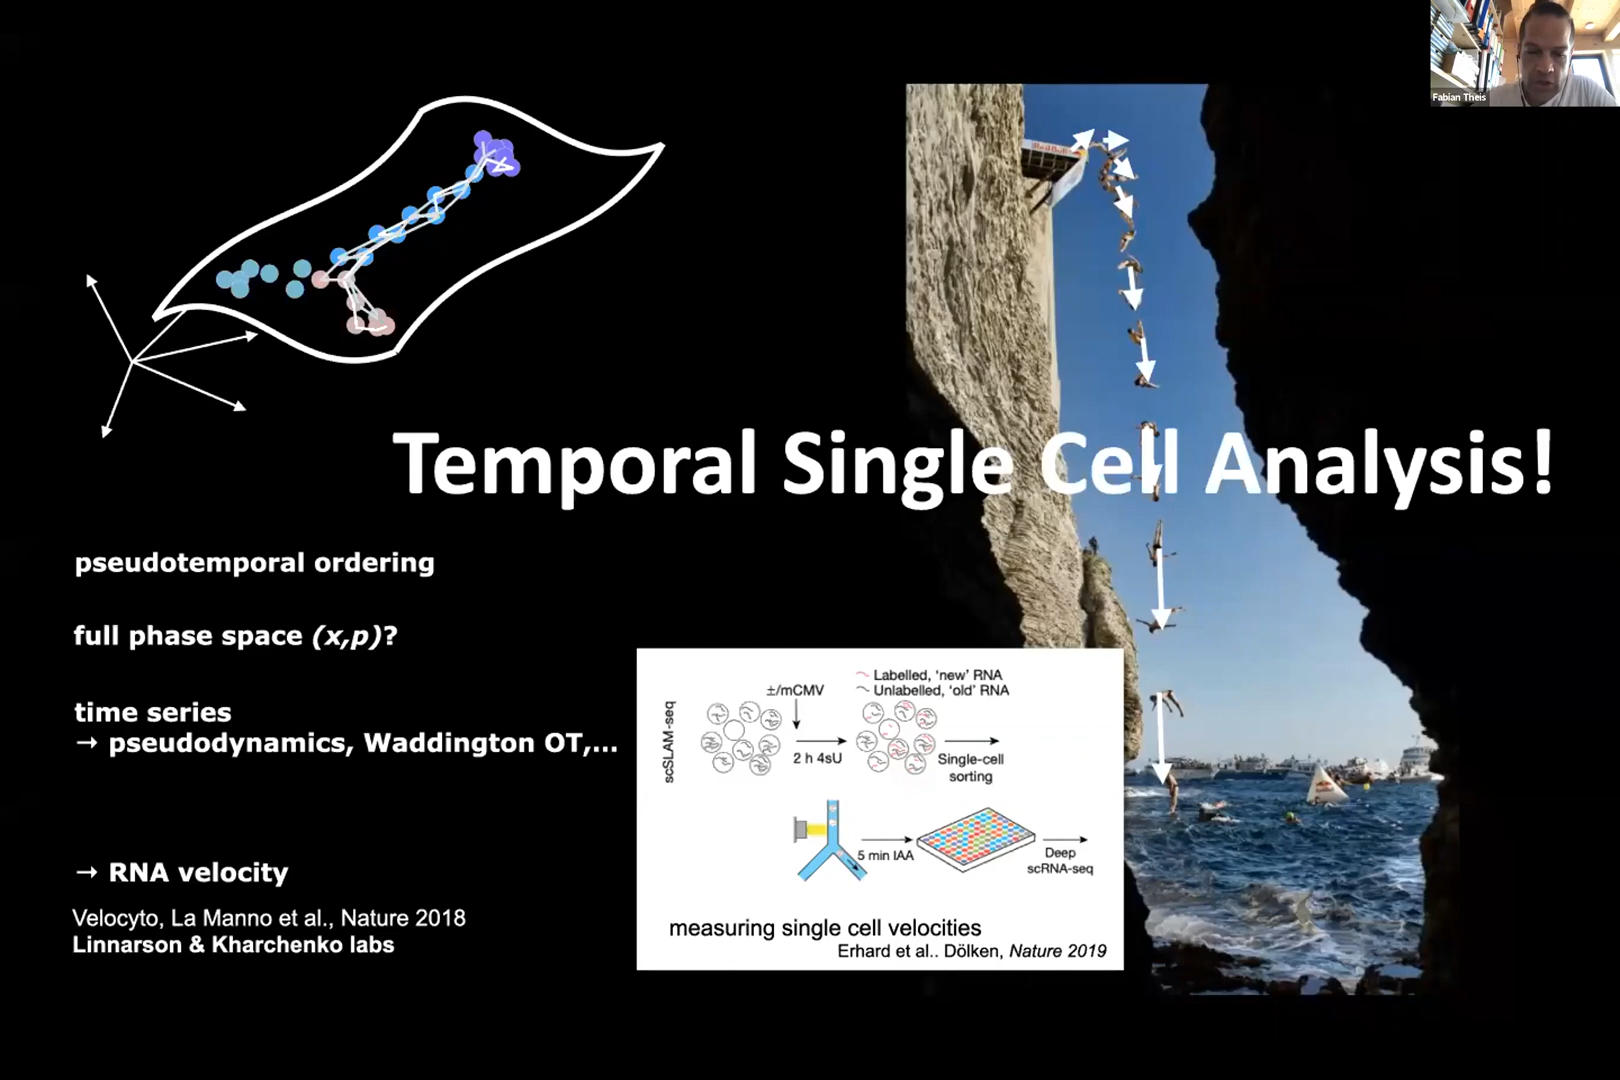 Fabian Theis
Red Bull
Temporal Single Cell Analysis!
pseudotemporal ordering
full phase space (x,p)?
time series
→ pseudodynamics, Waddington OT,...
→ RNA velocity
Velocyto, La Manno et al., Nature 2018
Linnarson & Kharchenko labs
scSLAM-seq
±/mCMV
Labelled, ‘new’ RNA
Unlabelled, ‘old’ RNA
2 h 4sU
Single-cell
sorting
5 min IAA
Deep
scRNA-seq
measuring single cell velocities
Erhard et al.. Dölken, Nature 2019